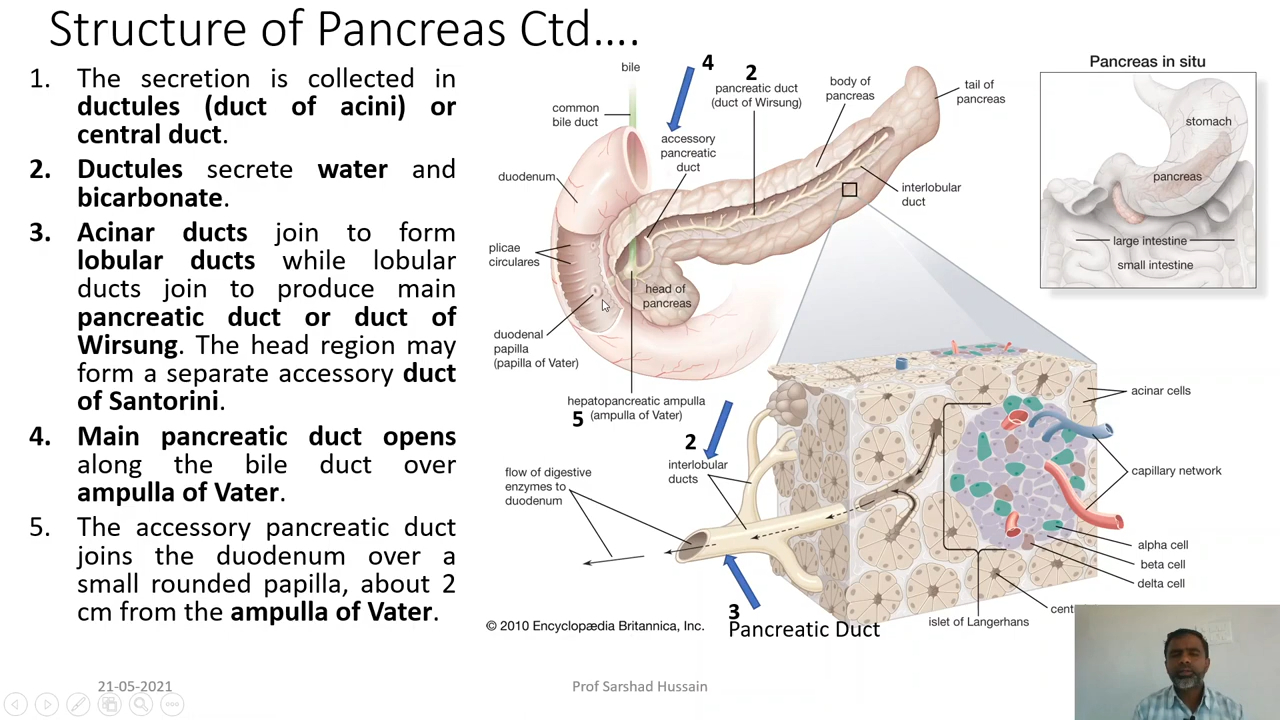 Structure of Pancreas Ctd….
1. The secretion is collected in
ductules (duct of acini) or
central duct.
2. Ductules secrete water and
bicarbonate.
3. Acinar ducts join to form
lobular ducts while lobular
ducts join to produce main
pancreatic duct or duct of
Wirsung. The head region may
form a separate accessory duct
of Santorini.
4. Main pancreatic duct opens
along the bile duct over
ampulla of Vater.
5. The accessory pancreatic duct
joins the duodenum over a
small rounded papilla, about 2
cm from the ampulla of Vater.
bile
4
2
pancreatic duct
(duct of Wirsung)
body of
pancreas
tail of
pancreas
common
bile duct
accessory
pancreatic
duct
duodenum
interlobular
duct
plicae
circulares
head of
pancreas
duodenal
papilla
(papilla of Vater)
hepatopancreatic ampulla
5 (ampulla of Vater)
Pancreas in situ
stomach
pancreas
large intestine
small intestine
2
interlobular
ducts
flow of digestive
enzymes to
duodenum
acinar cells
capillary network
alpha cell
beta cell
delta cell
islet of Langerhans
3
Pancreatic Duct
© 2010 Encyclopædia Britannica, Inc.
21-05-2021
Prof Sarshad Hussain